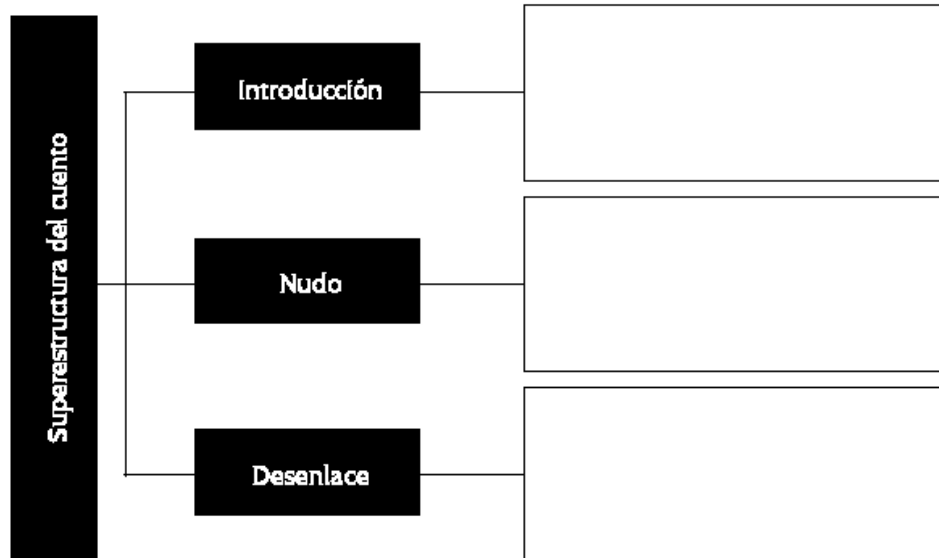 Superestructura del cuento
Introducción
Nudo
Desenlace